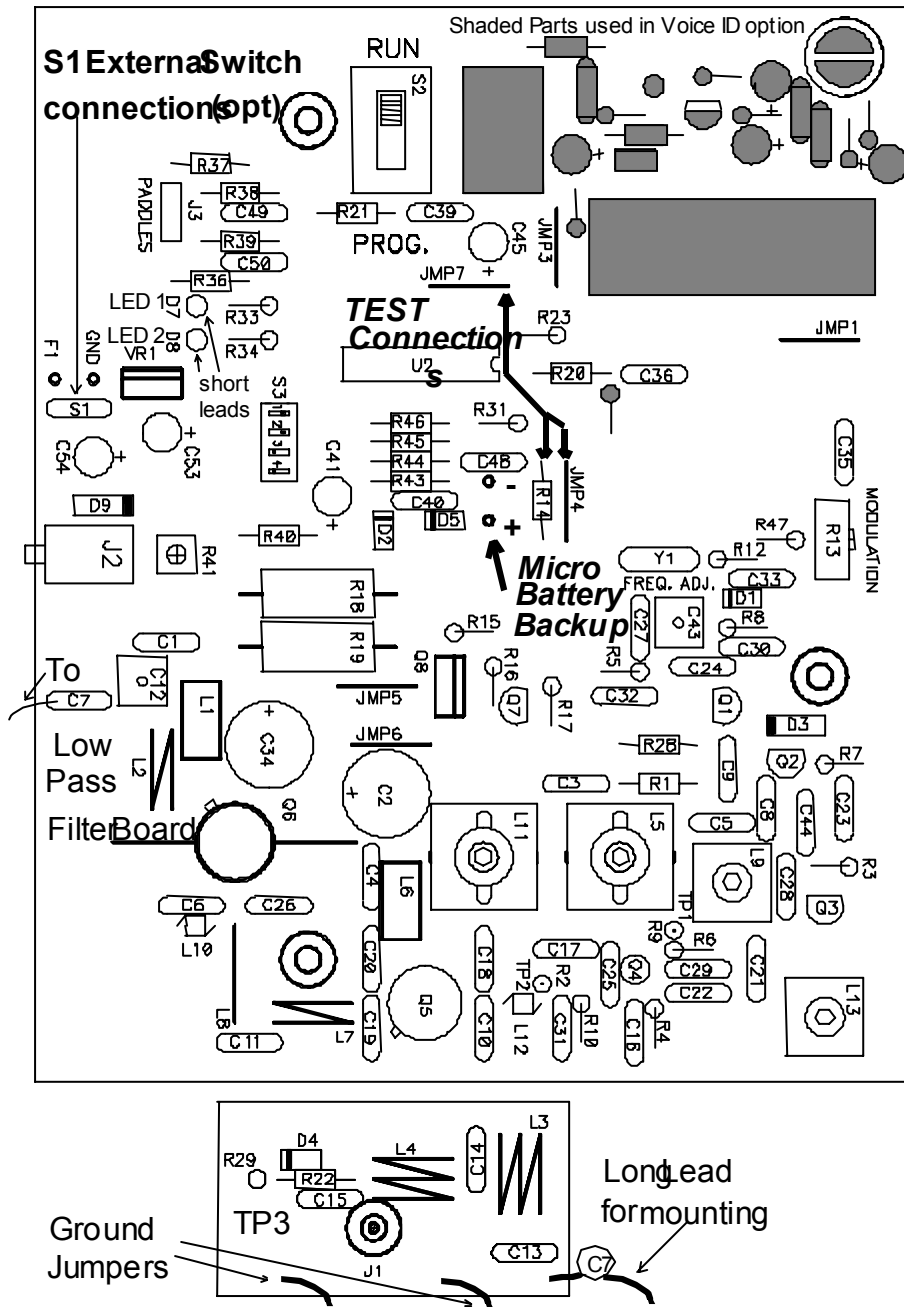 Shaded Parts used in Voice ID option
S1 External Switch
connections (opt)
RUN
S2
R37
R38
J3
PADDLES
C49
R21
C39
R39
PROG.
C45
JMP3
C50
R36
JMP7
LED 1
D7
R33
TEST
Connection
s
R23
LED 2
D8
R34
JMP1
F1
GND
VR1
U2
short
leads
R20
C36
S1
S3
1
2
3
4
R31
R46
R45
R44
R43
C54
C53
C41
C48
-
R14
JMP4
C35
D9
C40
D2
D5
+
R40
J2
R41
R47
R13
MODULATION
Y1
R12
Micro
Battery
Backup
FREQ. ADJ.
C33
D1
R18
C27
C43
R8
R15
C1
R19
C30
Q8
R16
R5
C24
To
C12
C7
L1
JMP5
Q7
R17
C32
Q1
D3
Low
Pass
Filter Board
L2
C34
JMP6
R28
Q2
R7
C9
Q6
C2
C3
R1
L11
L5
C5
C8
C44
C23
C4
L6
L9
C28
R3
C6
C26
TP1
Q3
L10
R9
R6
C20
C18
C17
C25
Q4
C29
C21
TP2
R2
C22
L13
L8
L7
C19
Q5
C10
L12
C31
R10
C16
R4
C11
L3
D4
L4
C14
R29
R22
C15
Long Lead
for mounting
TP3
Ground
Jumpers
J1
C13
C7